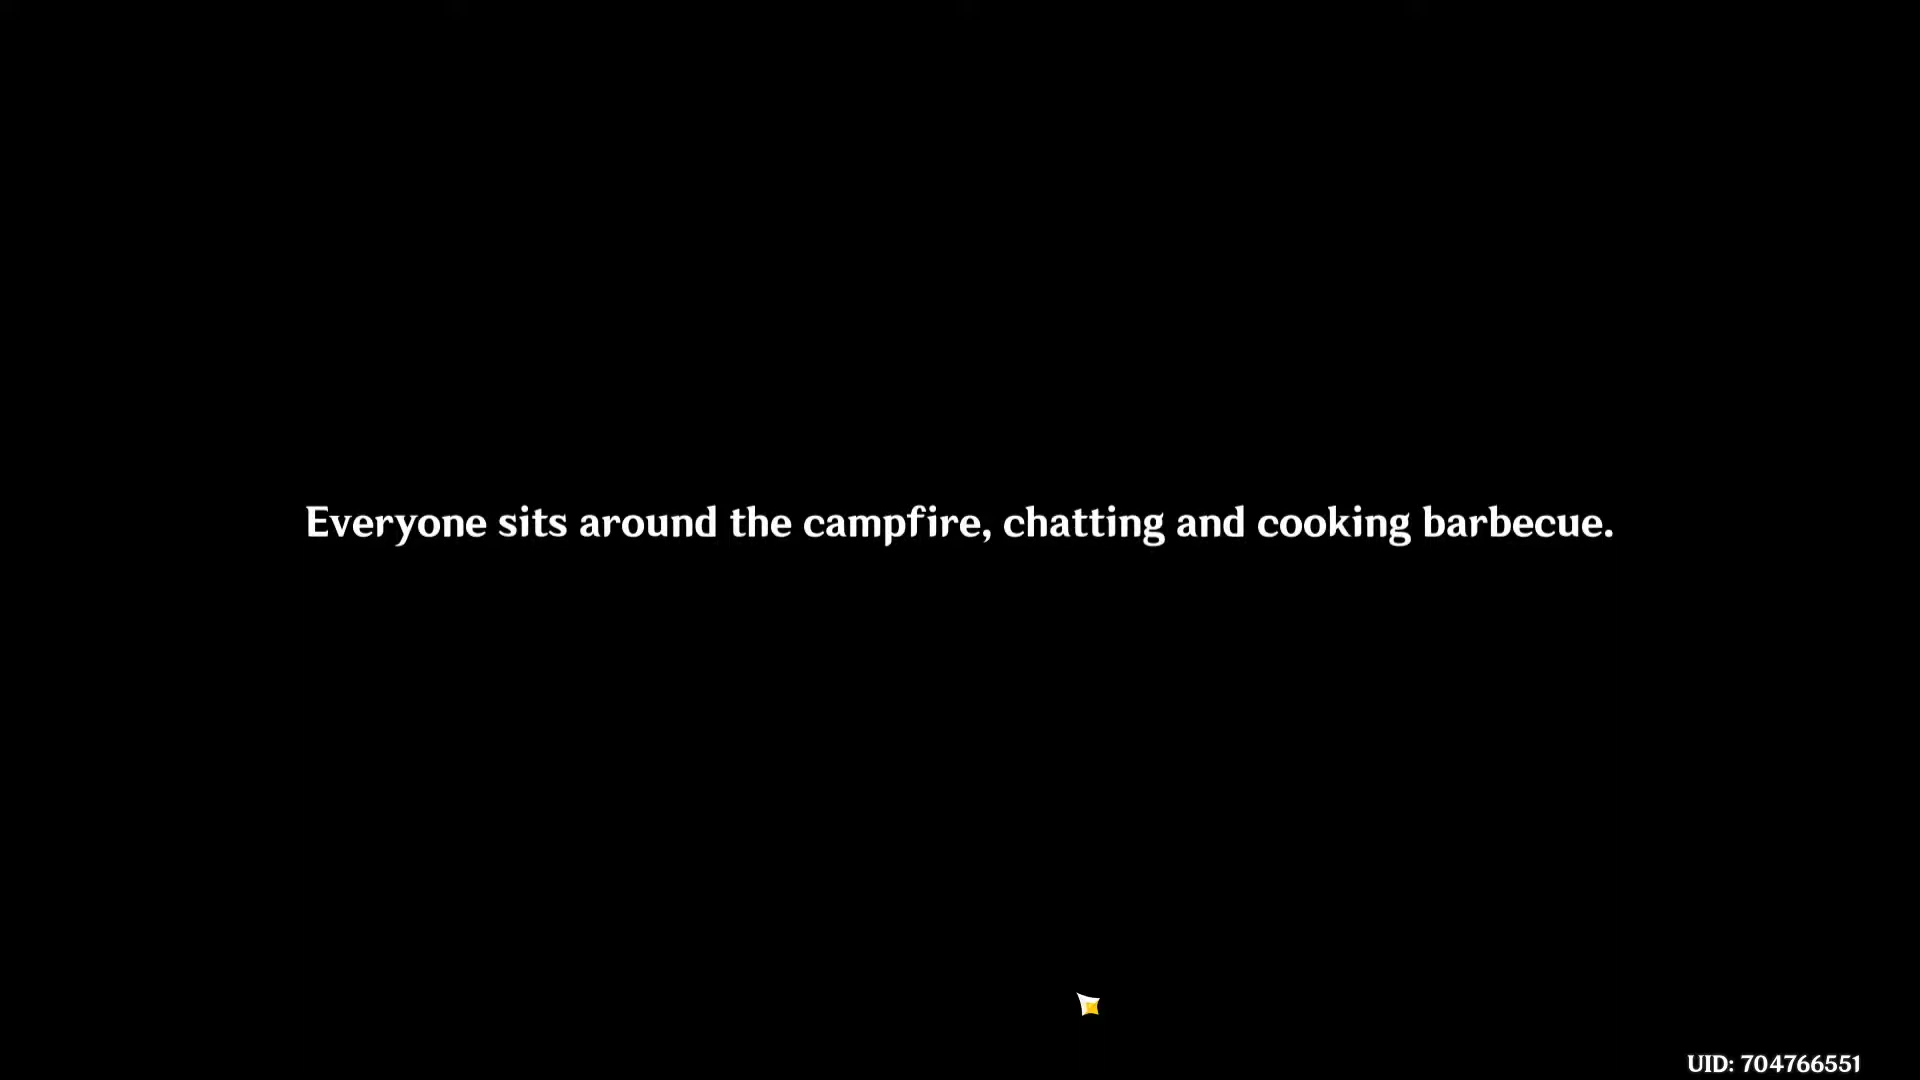 Everyone sits around the campfire, chatting and cooking barbecue.
UID: 704766551